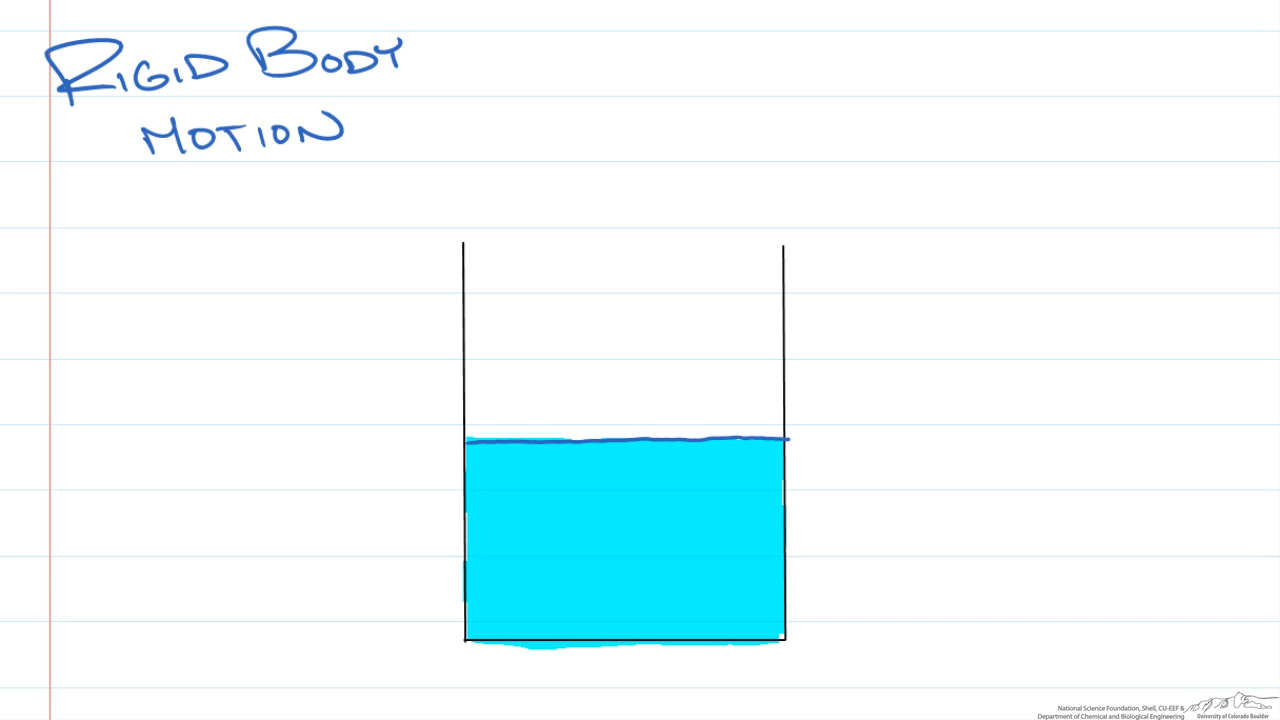 RIGID BODY
MOTION
National Science Foundation, Shell, CU-EEF &
Department of Chemical and Biological Engineering
University of Colorado Boulder